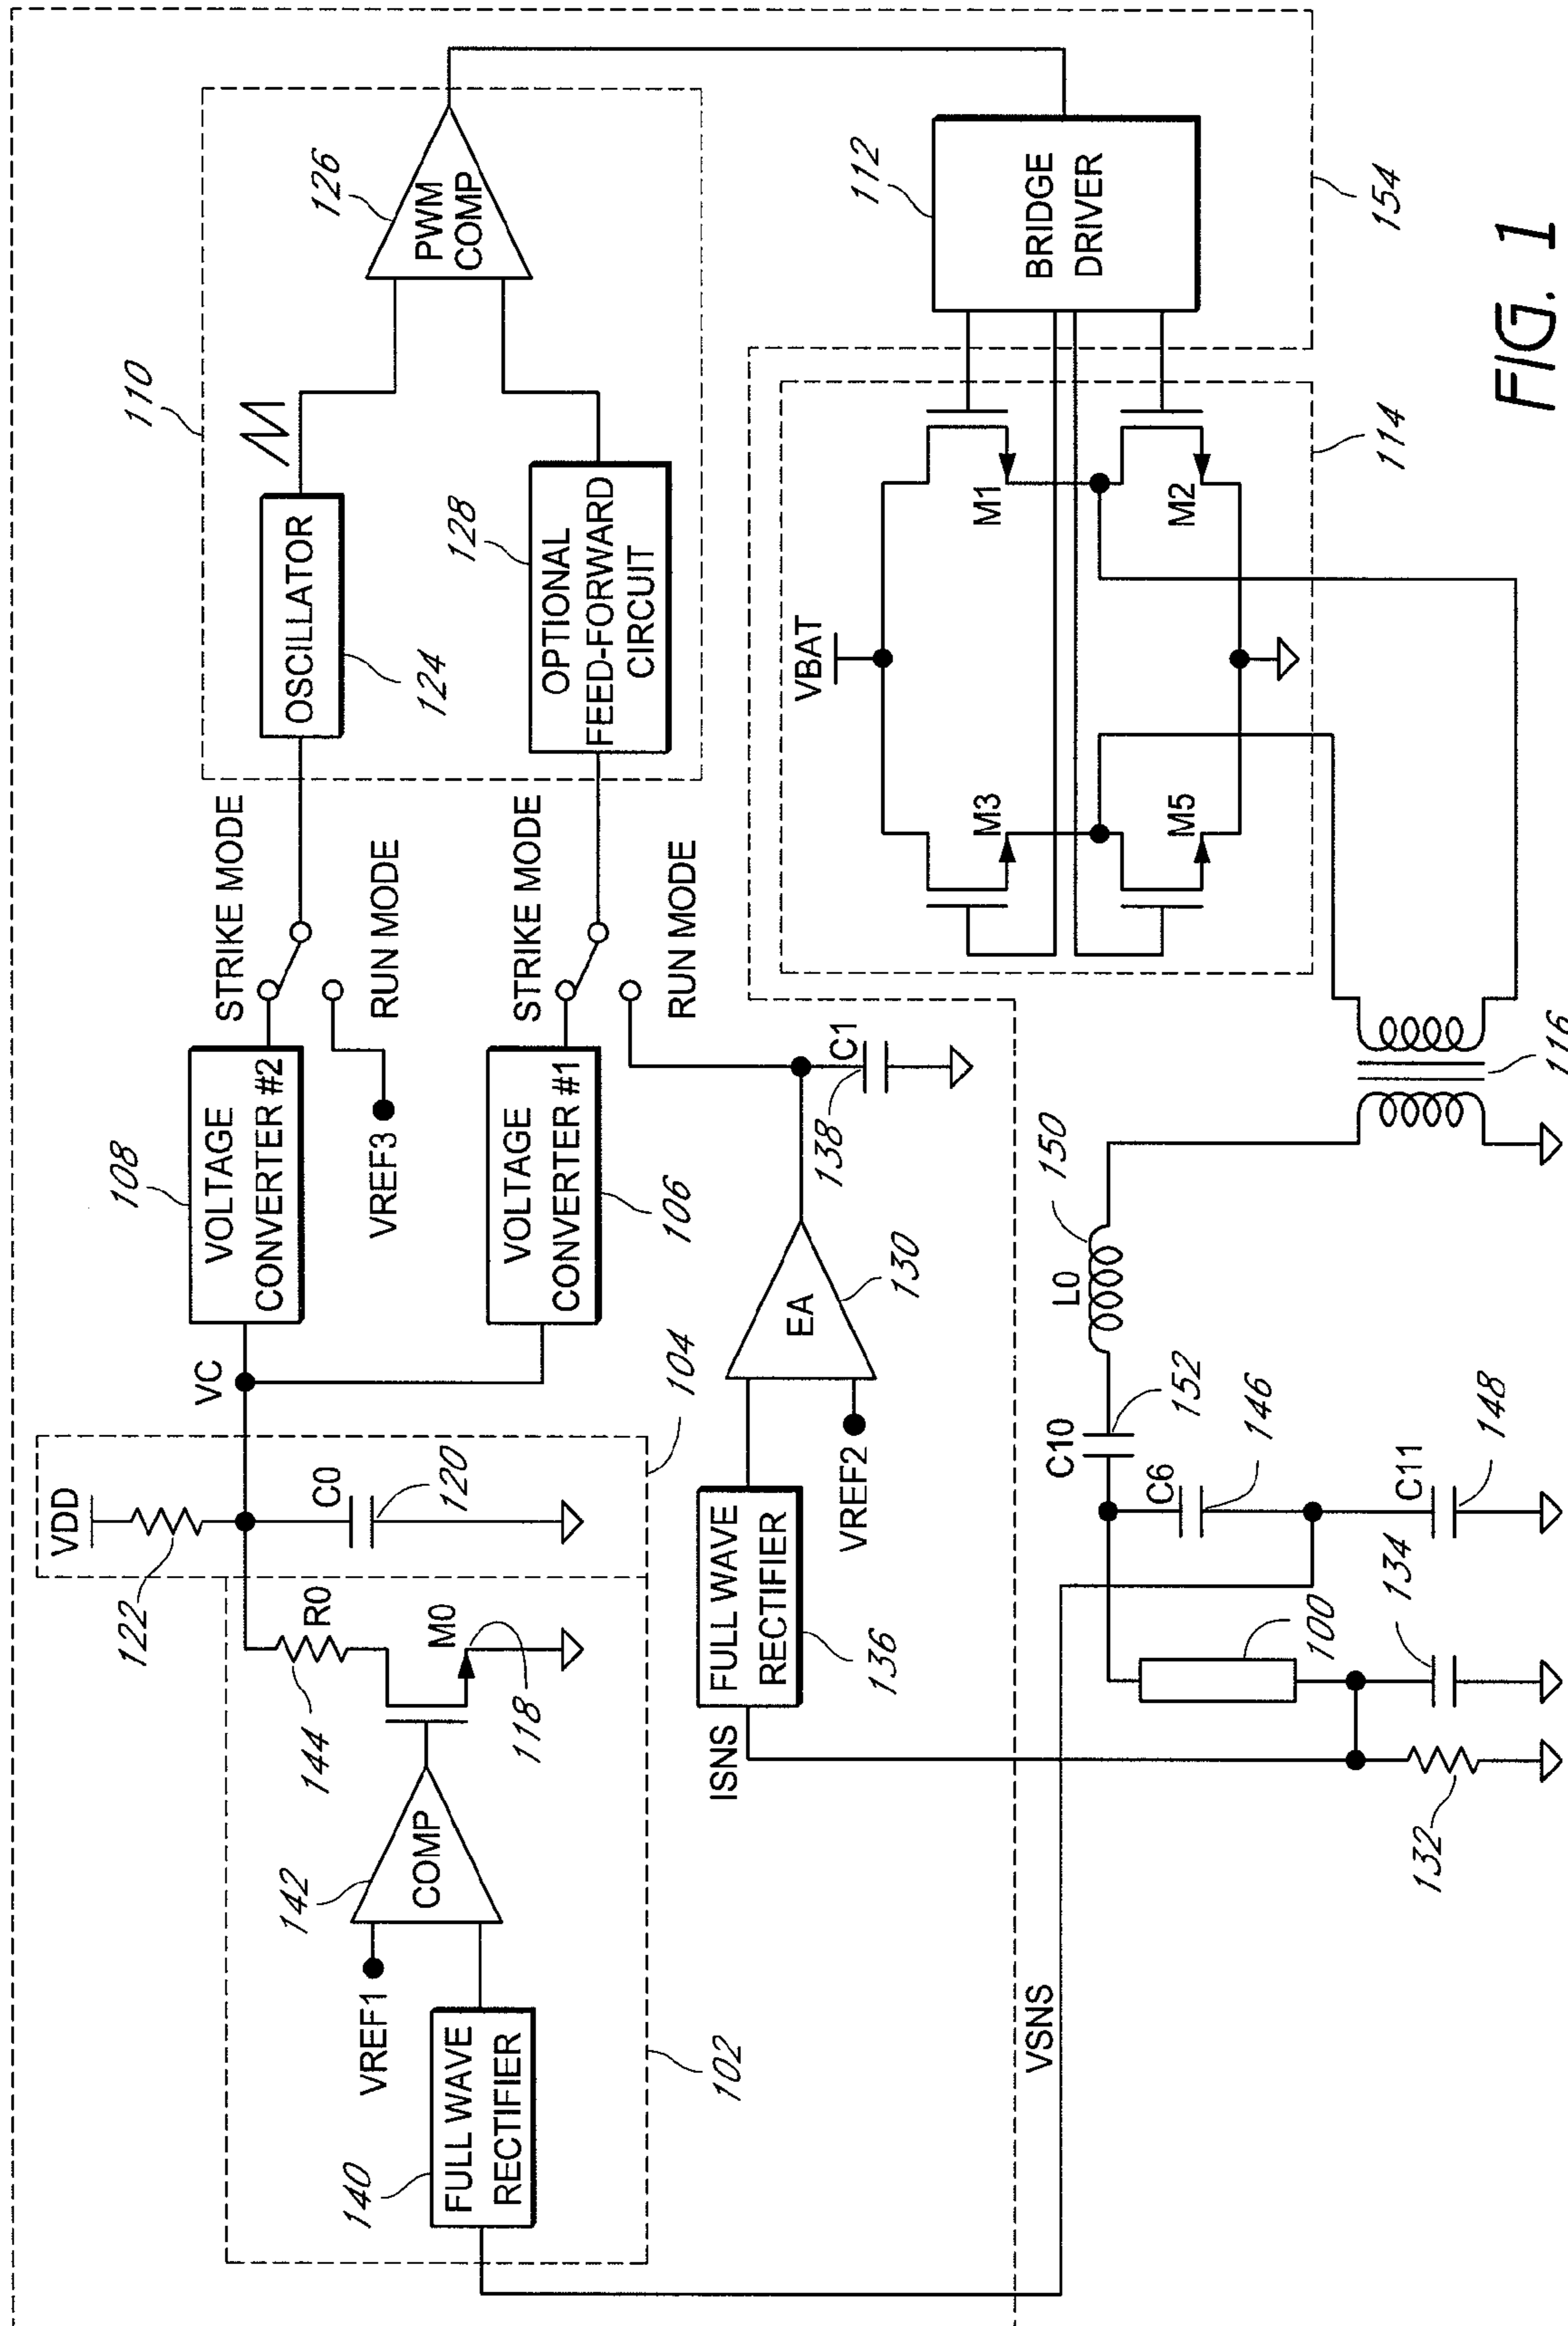 110
126
PWM
COMP
OSCILLATOR
124
128
OPTIONAL
FEED-FORWARD
CIRCUIT
STRIKE MODE
RUN MODE
STRIKE MODE
RUN MODE
108
VOLTAGE
CONVERTER #2
VREF3
VOLTAGE
CONVERTER #1
106
VC
104
VDD
122
C0
120
R0
144
M0
118
142
COMP
VREF1
140
FULL WAVE
RECTIFIER
102
ISNS
FULL WAVE
RECTIFIER
136
VREF2
EA
130
138
C1
112
BRIDGE
DRIVER
154
VBAT
M1
M2
M3
M5
114
116
150
L0
C10
152
C6
146
C11
148
134
100
132
VSNS
FIG. 1